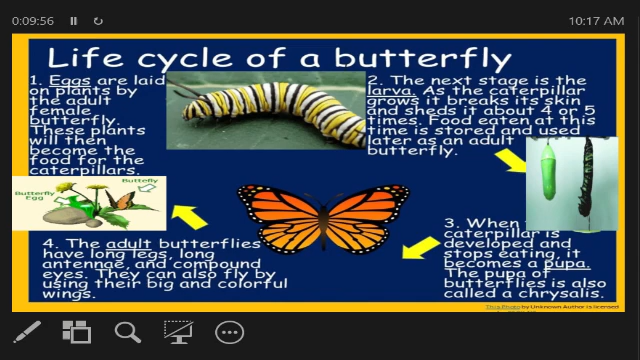 0:09:56
10:17 AM
Life cycle of a butterfly
1. Eggs are laid
on plants by
the adult
female
butterfly.
These plants
will then
become the
food for the
caterpillars.
2. The next stage is the
larva. As the caterpillar
grows it breaks its skin
and sheds it about 4 or 5
times. Food eaten at this
time is stored and used
later as an adult
butterfly.
Butterfly
Butterfly
Egg
3. When
caterpillar is
developed and
stops eating, it
becomes a pupa.
The pupa of
butterflies is also
called a chrysalis.
4. The adult butterflies
have long legs, long
antennae, and compound
eyes. They can also fly by
using their big and colorful
wings.
This Photo by Unknown Author is licensed